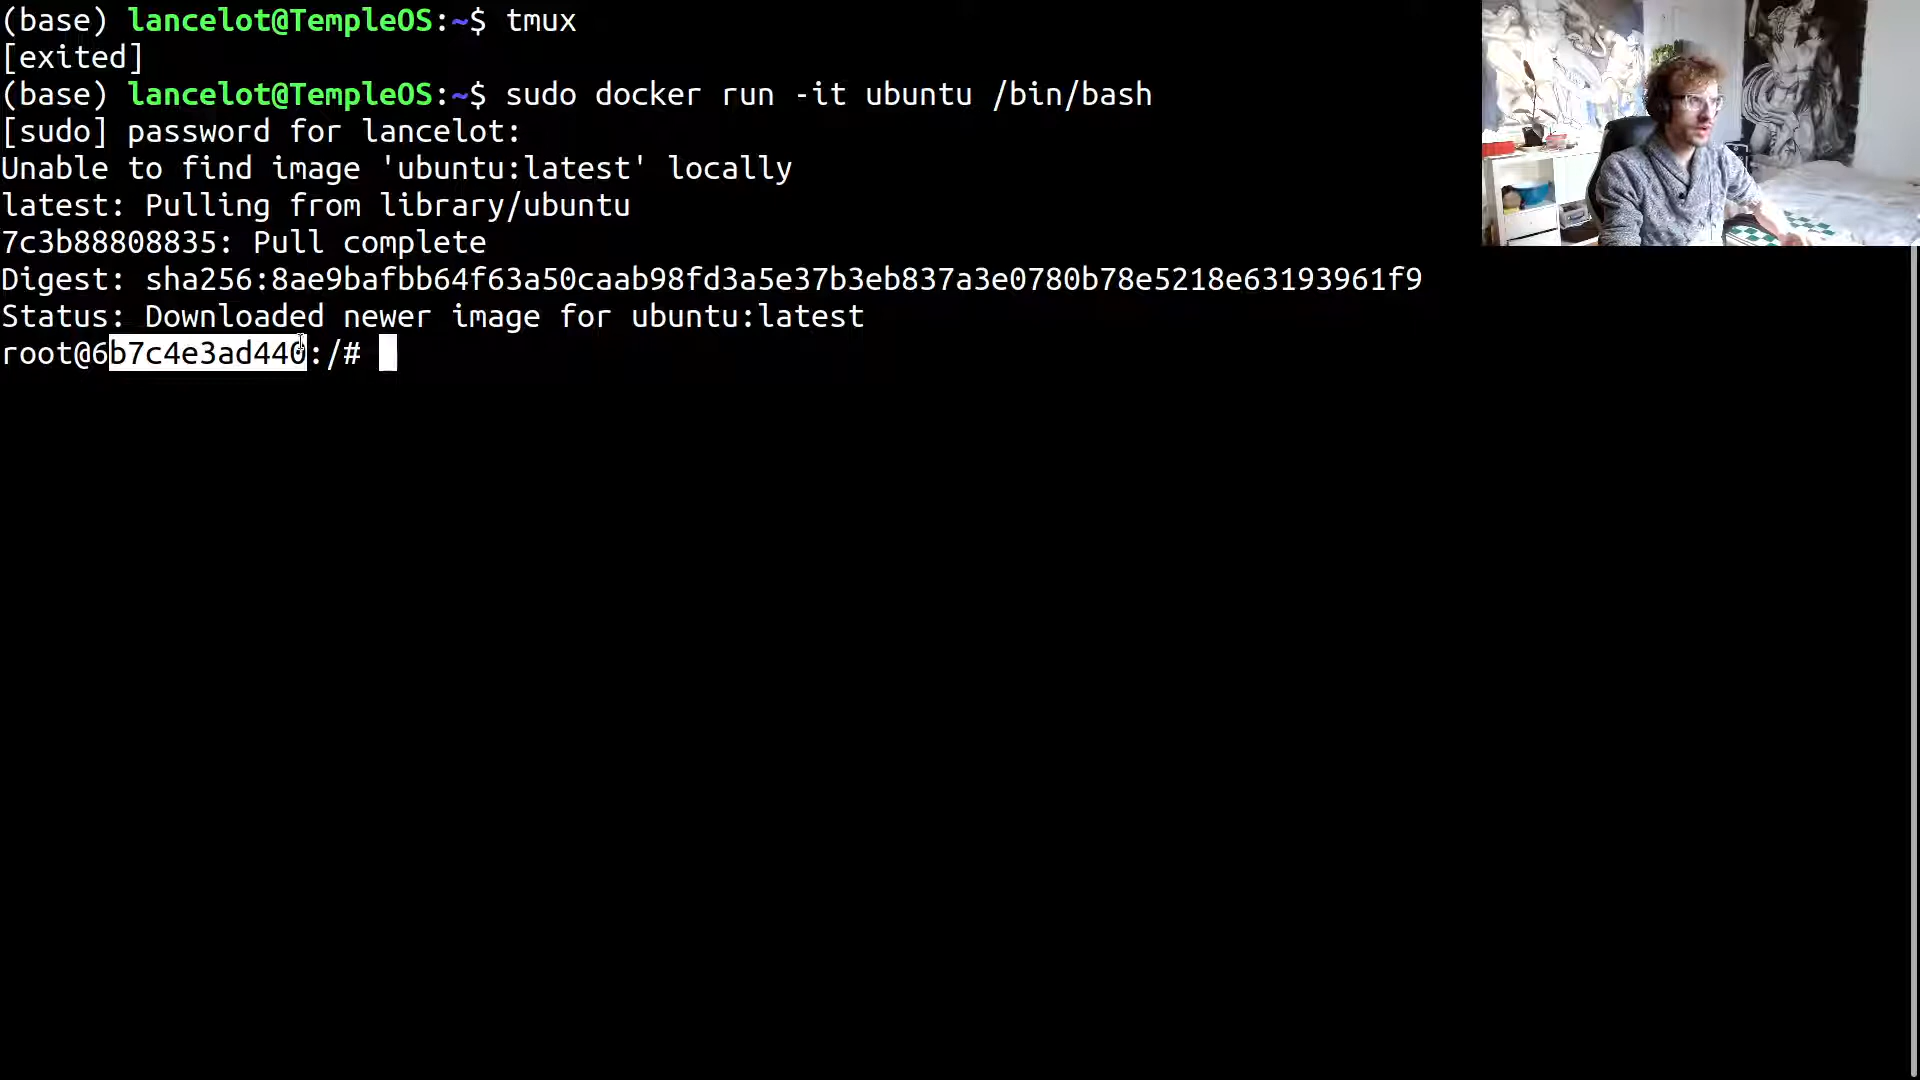 (base) lancelot@TempleOS:~$ tmux
[exited]
(base) lancelot@TempleOS:~$ sudo docker run -it ubuntu /bin/bash
[sudo] password for lancelot:
Unable to find image 'ubuntu:latest' locally
latest: Pulling from library/ubuntu
7c3b88808835: Pull complete
Digest: sha256:8ae9bafbb64f63a50caab98fd3a5e37b3eb837a3e0780b78e5218e63193961f9
Status: Downloaded newer image for ubuntu:latest
root@6b7c4e3ad440:/#